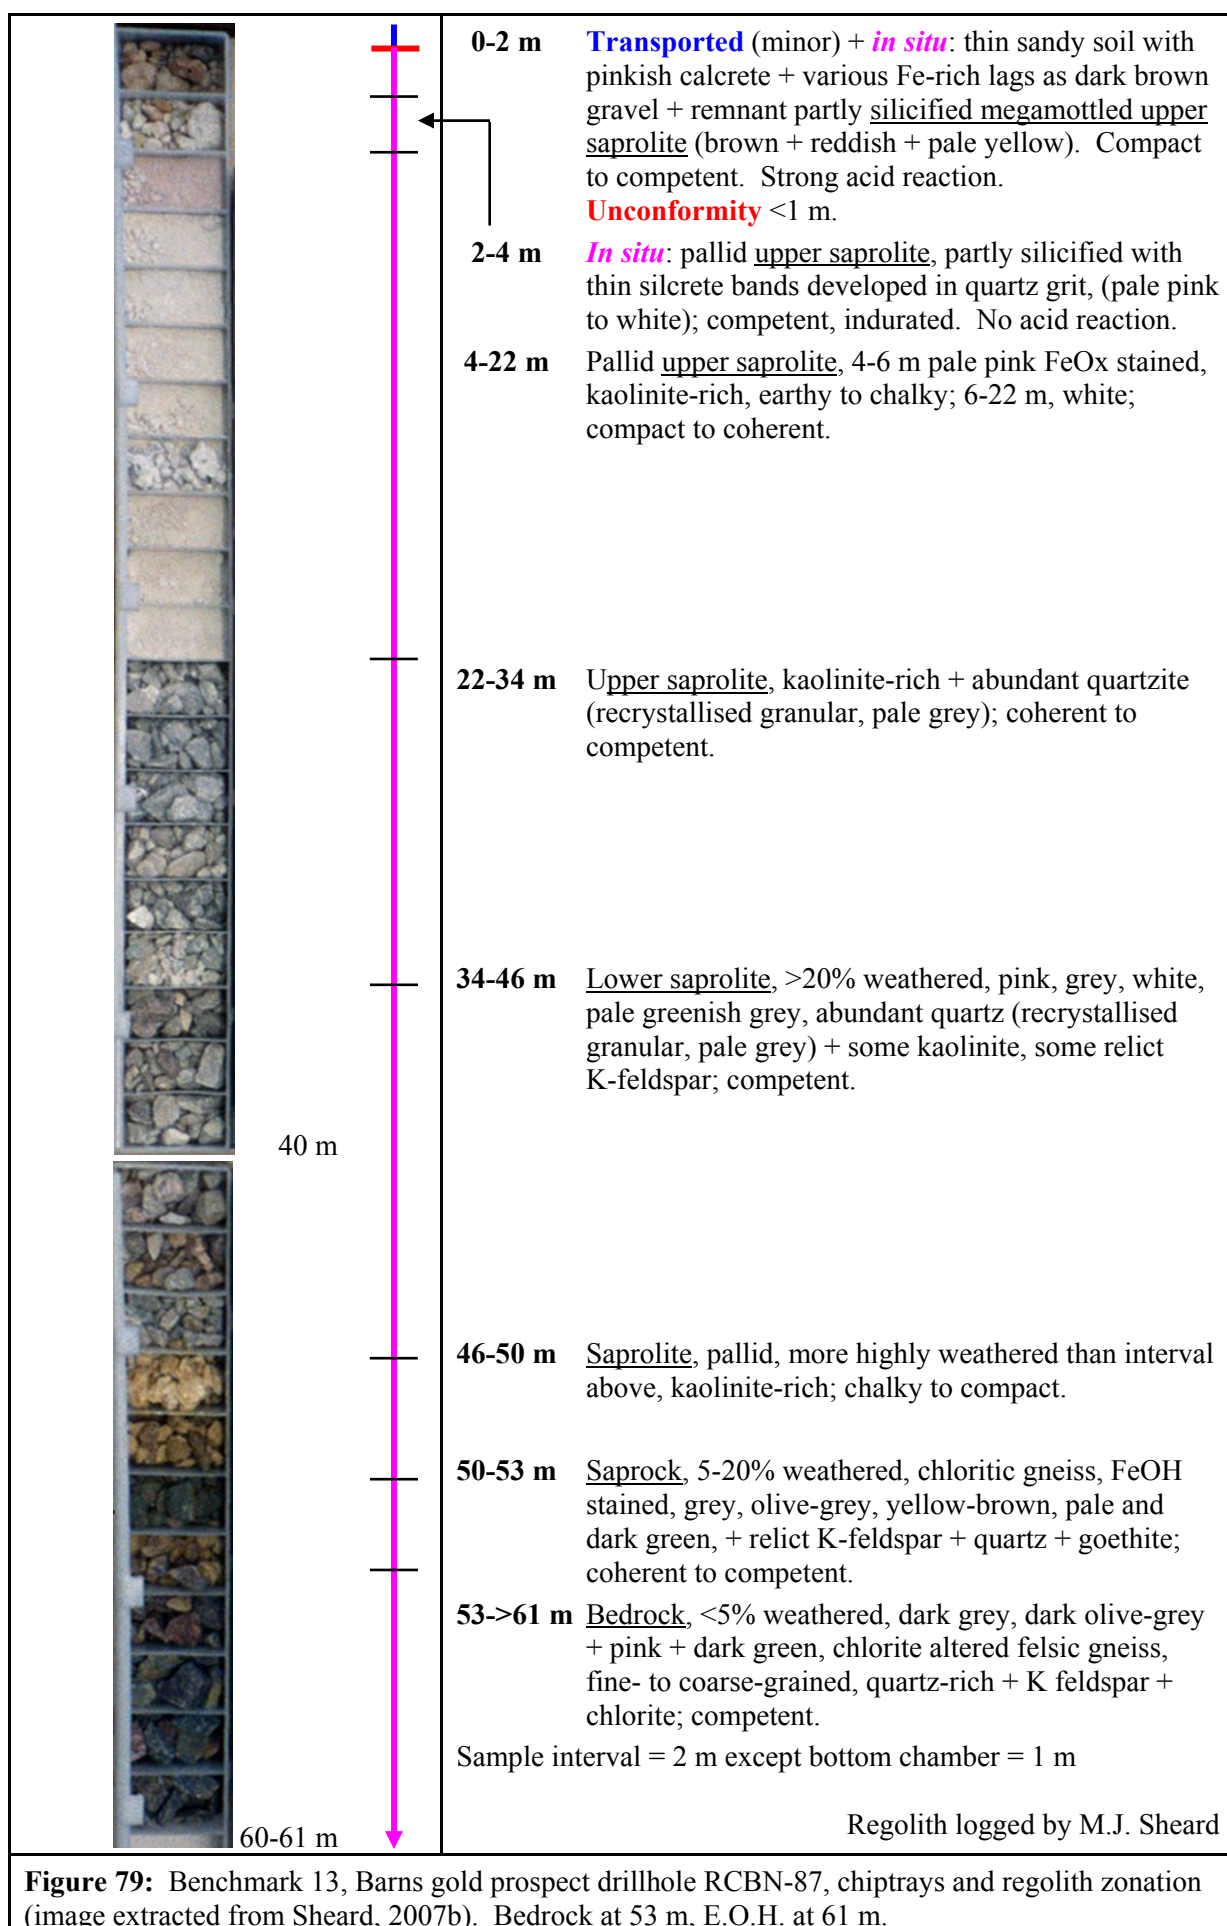 0-2 m Transported (minor) + in situ: thin sandy soil with
pinkish calcrete + various Fe-rich lags as dark brown
gravel + remnant partly silicified megamottled upper
saprolite (brown + reddish + pale yellow). Compact
to competent. Strong acid reaction.
Unconformity <1 m.
2-4 m In situ: pallid upper saprolite, partly silicified with
thin silcrete bands developed in quartz grit, (pale pink
to white); competent, indurated. No acid reaction.
4-22 m Pallid upper saprolite, 4-6 m pale pink FeOx stained,
kaolinite-rich, earthy to chalky; 6-22 m, white;
compact to coherent.
22-34 m Upper saprolite, kaolinite-rich + abundant quartzite
(recrystallised granular, pale grey); coherent to
competent.
34-46 m Lower saprolite, >20% weathered, pink, grey, white,
pale greenish grey, abundant quartz (recrystallised
granular, pale grey) + some kaolinite, some relict
K-feldspar; competent.
40 m
46-50 m Saprolite, pallid, more highly weathered than interval
above, kaolinite-rich; chalky to compact.
50-53 m Saprock, 5-20% weathered, chloritic gneiss, FeOH
stained, grey, olive-grey, yellow-brown, pale and
dark green, + relict K-feldspar + quartz + goethite;
coherent to competent.
53->61 m Bedrock, <5% weathered, dark grey, dark olive-grey
+ pink + dark green, chlorite altered felsic gneiss,
fine- to coarse-grained, quartz-rich + K feldspar +
chlorite; competent.
Sample interval = 2 m except bottom chamber = 1 m
Regolith logged by M.J. Sheard
60-61 m
Figure 79: Benchmark 13, Barns gold prospect drillhole RCBN-87, chiptrays and regolith zonation
(image extracted from Sheard, 2007b). Bedrock at 53 m, E.O.H. at 61 m.